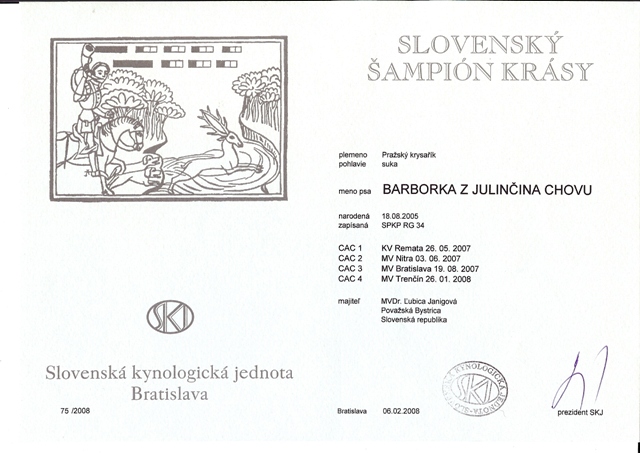 SLOVENSKÝ
ŠAMPIÓN KRÁSY
plemeno Pražský krysařík
pohlavie suka
meno psa BARBORKA Z JULINČINA CHOVU
narodená 18.08.2005
zapísaná SPKP RG 34
CAC 1 KV Remata 26. 05. 2007
CAC 2 MV Nitra 03. 06. 2007
CAC 3 MV Bratislava 19. 08. 2007
CAC 4 MV Trenčín 26. 01. 2008
majiteľ MVDr. Ľubica Janigová
Považská Bystrica
Slovenská republika
SKJ
Slovenská kynologická jednota
Bratislava
75 /2008
Bratislava 06.02.2008
prezident SKJ